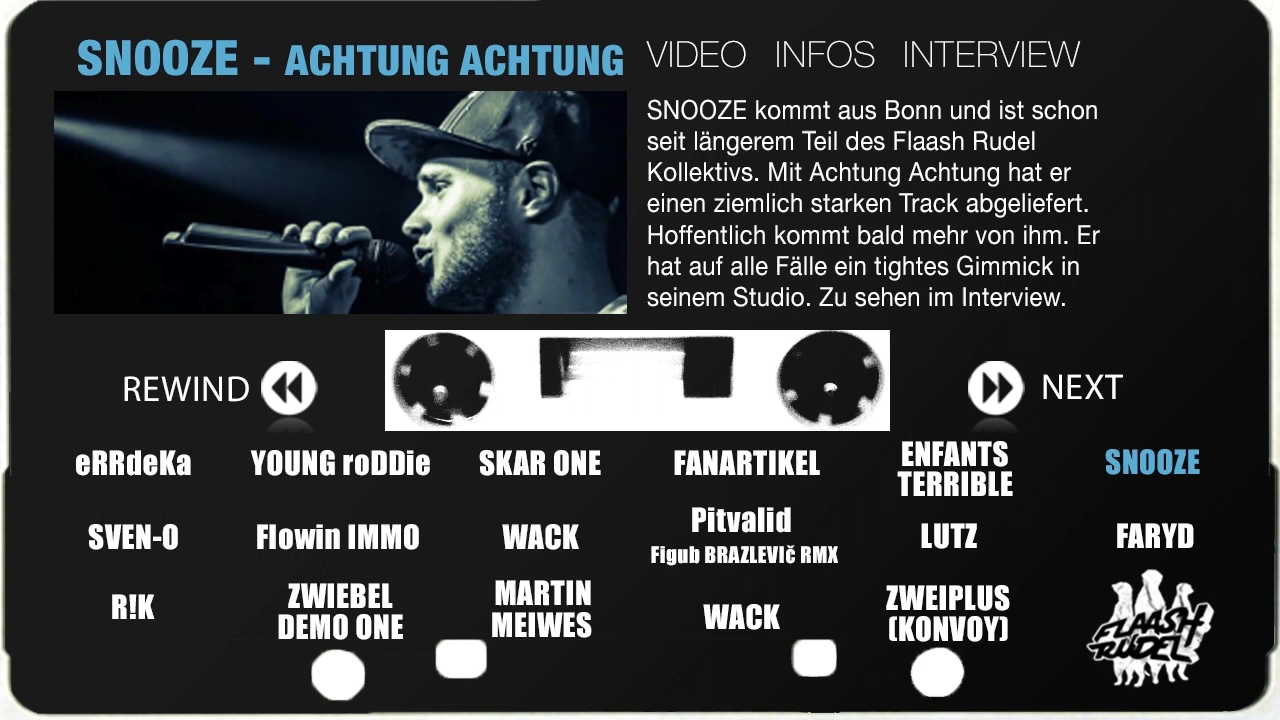 SNOOZE - ACHTUNG ACHTUNG
VIDEO INFOS INTERVIEW
SNOOZE kommt aus Bonn und ist schon
seit längerem Teil des Flaash Rudel
Kollektivs. Mit Achtung Achtung hat er
einen ziemlich starken Track abgeliefert.
Hoffentlich kommt bald mehr von ihm. Er
hat auf alle Fälle ein tightes Gimmick in
seinem Studio. Zu sehen im Interview.
REWIND
NEXT
eRRdeKa
YOUNG roDDie
SKAR ONE
FANARTIKEL
ENFANTS
TERRIBLE
SNOOZE
SVEN-O
Flowin IMMO
WACK
Pitvalid
Figub BRAZLEVIč RMX
LUTZ
FARYD
R!K
ZWIEBEL
DEMO ONE
MARTIN
MEIWES
WACK
ZWEIPLUS
(KONVOY)
FLAASH
RUDEL